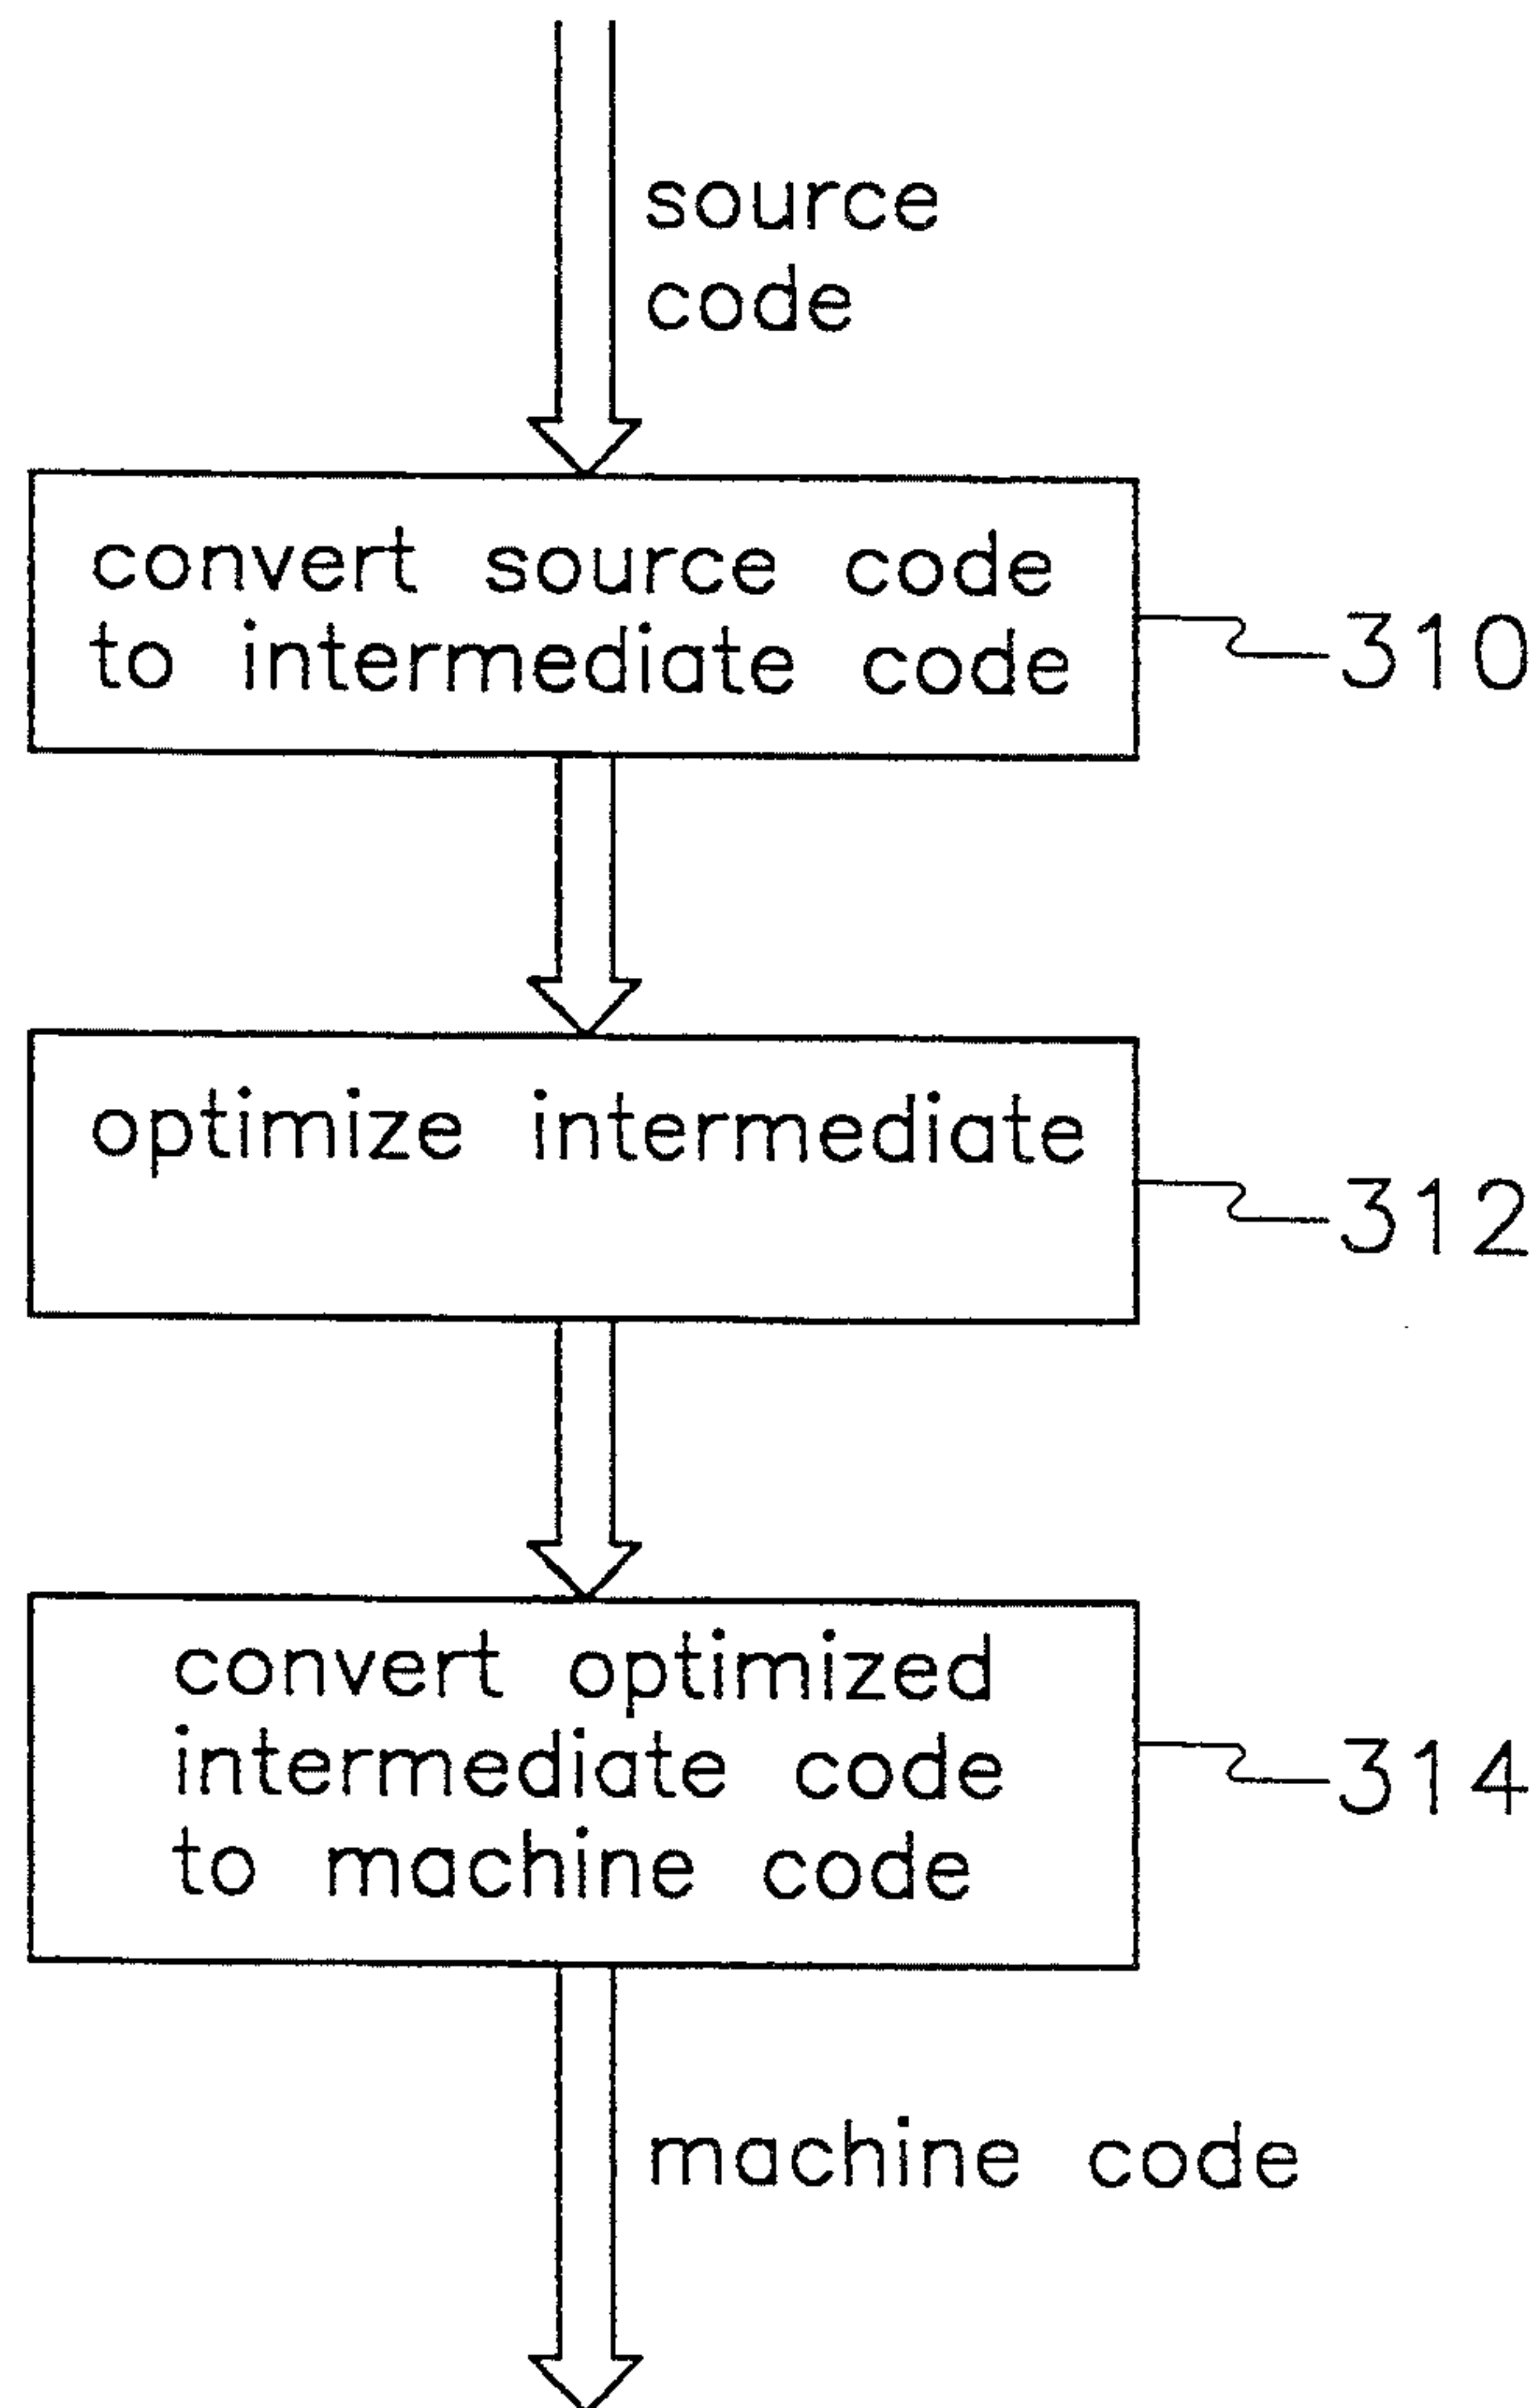 source
code
convert source code
to intermediate code
310
optimize intermediate
312
convert optimized
intermediate code
to machine code
314
machine code